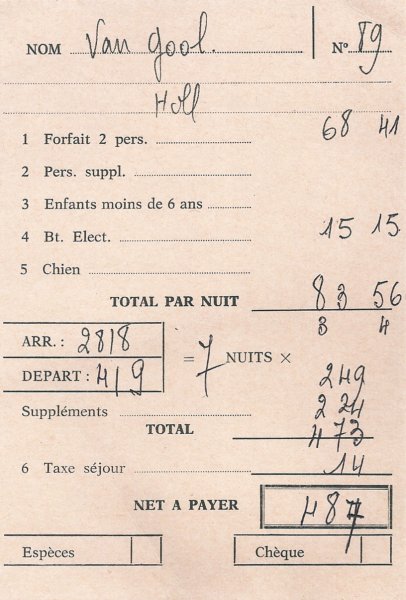 NOM Van Gool. N° 89
Holl
1 Forfait 2 pers. 68 41
2 Pers. suppl.
3 Enfants moins de 6 ans
4 Bt. Elect. 15 15
5 Chien
TOTAL PAR NUIT 83 56
3 4
ARR. : 28/8
DEPART : 4/9
= 7 NUITS ×
249
Suppléments 224
TOTAL 473
6 Taxe séjour 14
NET A PAYER 487
Espèces Chèque